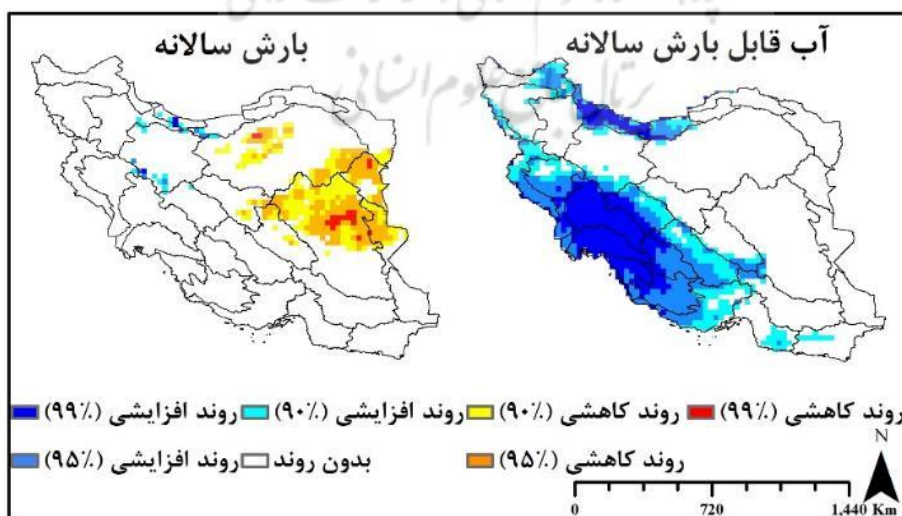 آب قابل بارش سالانه
بارش سالانه
روند کاهشی (۹۹٪)
روند کاهشی (۹۰٪)
روند افزایشی (۹۰٪)
روند افزایشی (۹۹٪)
روند کاهشی (۹۵٪)
بدون روند
روند افزایشی (۹۵٪)
N
0 720 1,440 Km